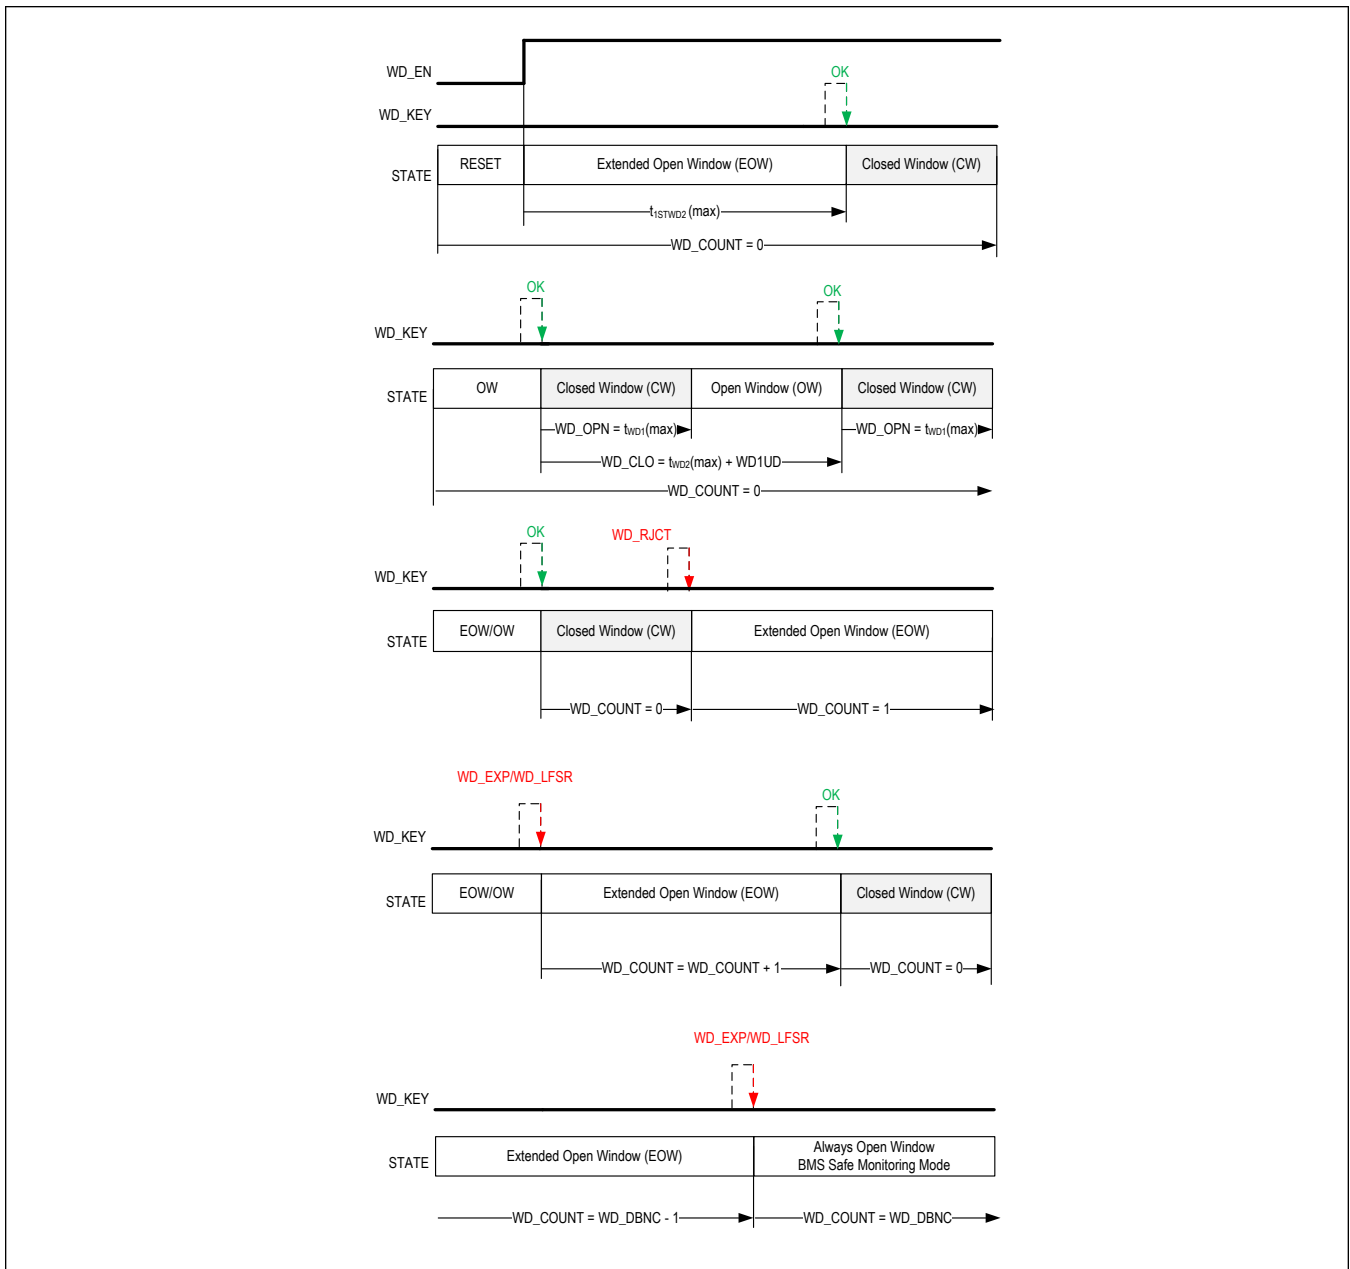 WD_EN
OK
WD_KEY
STATE
RESET
Extended Open Window (EOW)
Closed Window (CW)
t1STWD2 (max)
WD_COUNT = 0
OK
OK
WD_KEY
STATE
OW
Closed Window (CW)
Open Window (OW)
Closed Window (CW)
WD_OPN = tWD1(max)
WD_OPN = tWD1(max)
WD_CLO = tWD2(max) + WD1UD
WD_COUNT = 0
OK
WD_RJCT
WD_KEY
STATE
EOW/OW
Closed Window (CW)
Extended Open Window (EOW)
WD_COUNT = 0
WD_COUNT = 1
WD_EXP/WD_LFSR
OK
WD_KEY
STATE
EOW/OW
Extended Open Window (EOW)
Closed Window (CW)
WD_COUNT = WD_COUNT + 1
WD_COUNT = 0
WD_EXP/WD_LFSR
WD_KEY
STATE
Extended Open Window (EOW)
Always Open Window
BMS Safe Monitoring Mode
WD_COUNT = WD_DBNC - 1
WD_COUNT = WD_DBNC